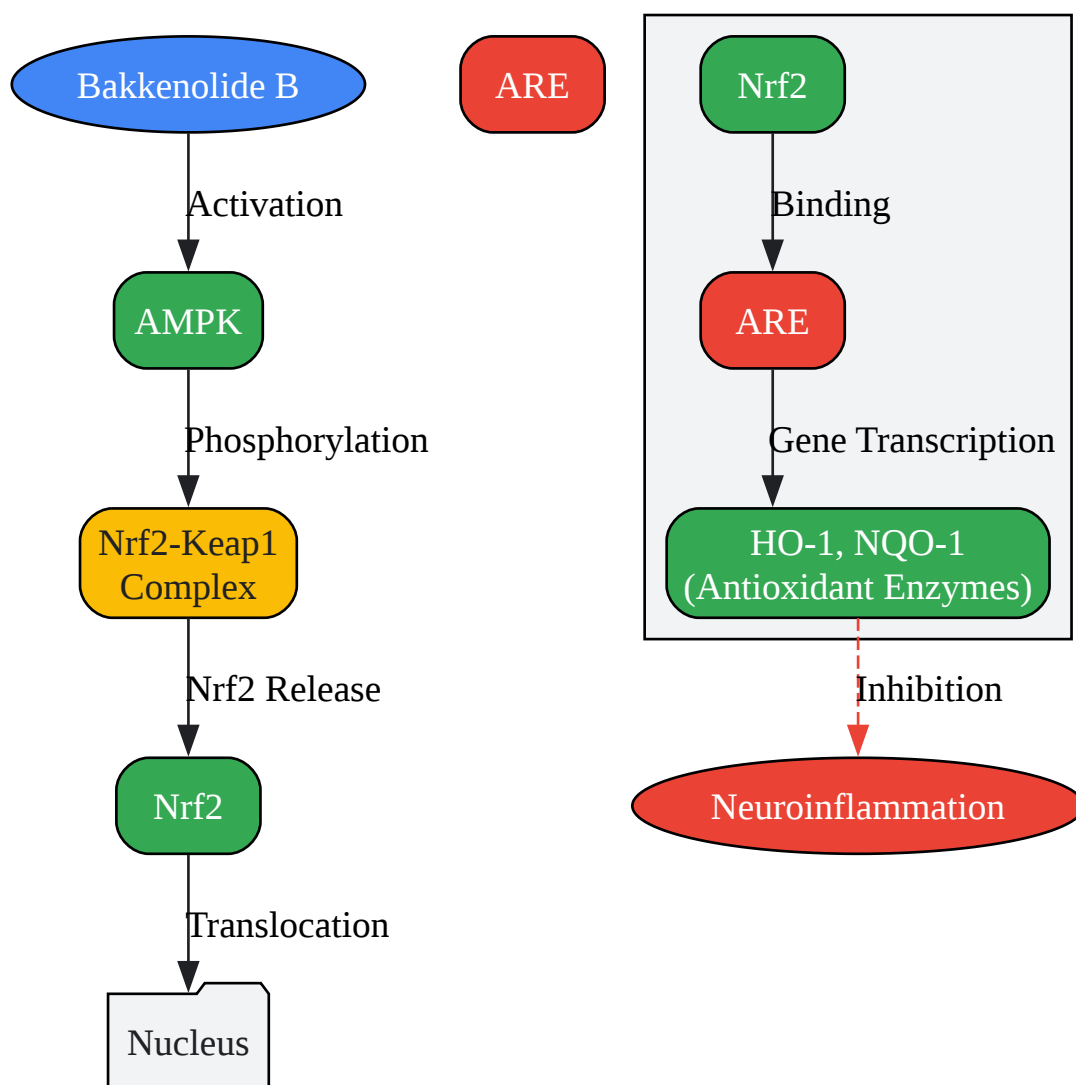 Bakkenolide B
Activation
AMPK
Phosphorylation
Nrf2-Keap1
Complex
Nrf2 Release
Nrf2
Translocation
Nucleus
ARE
Nrf2
Binding
ARE
Gene Transcription
HO-1, NQO-1
(Antioxidant Enzymes)
Inhibition
Neuroinflammation